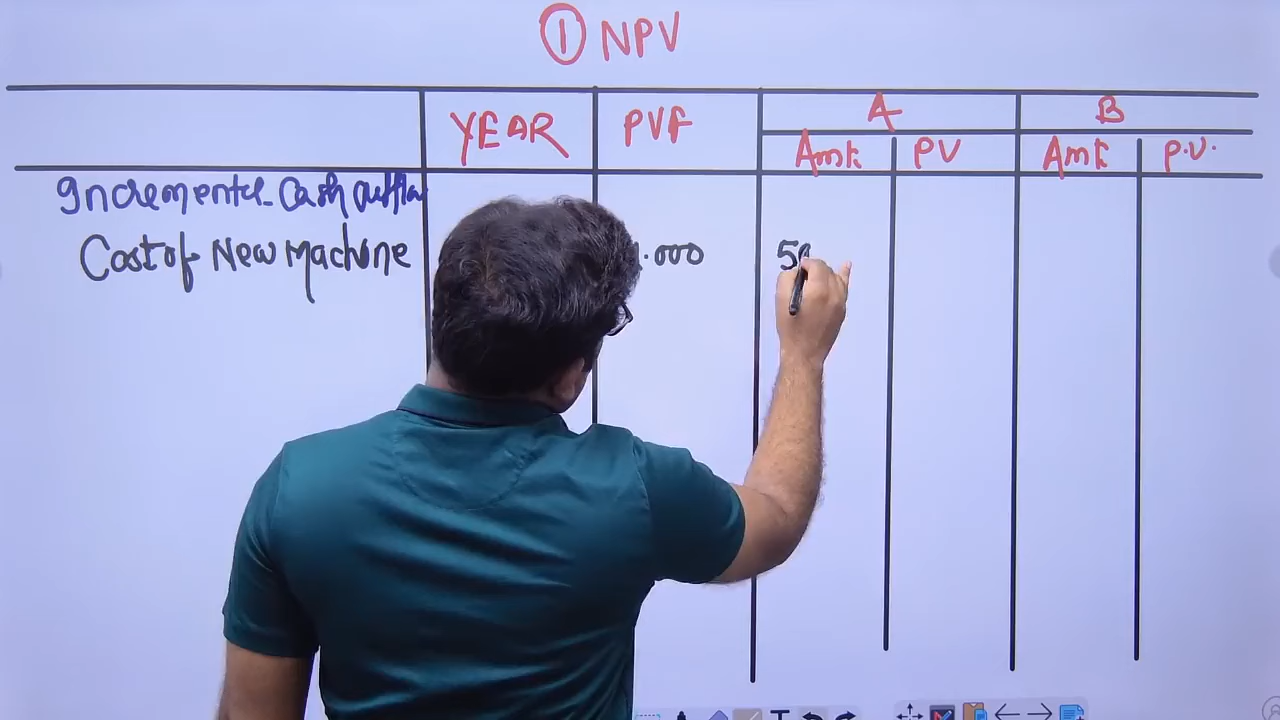 ① NPV
YEAR PVF A B
Amt PV Amt P.V.
Incremental Cash outflow
Cost of New Machine .000 50